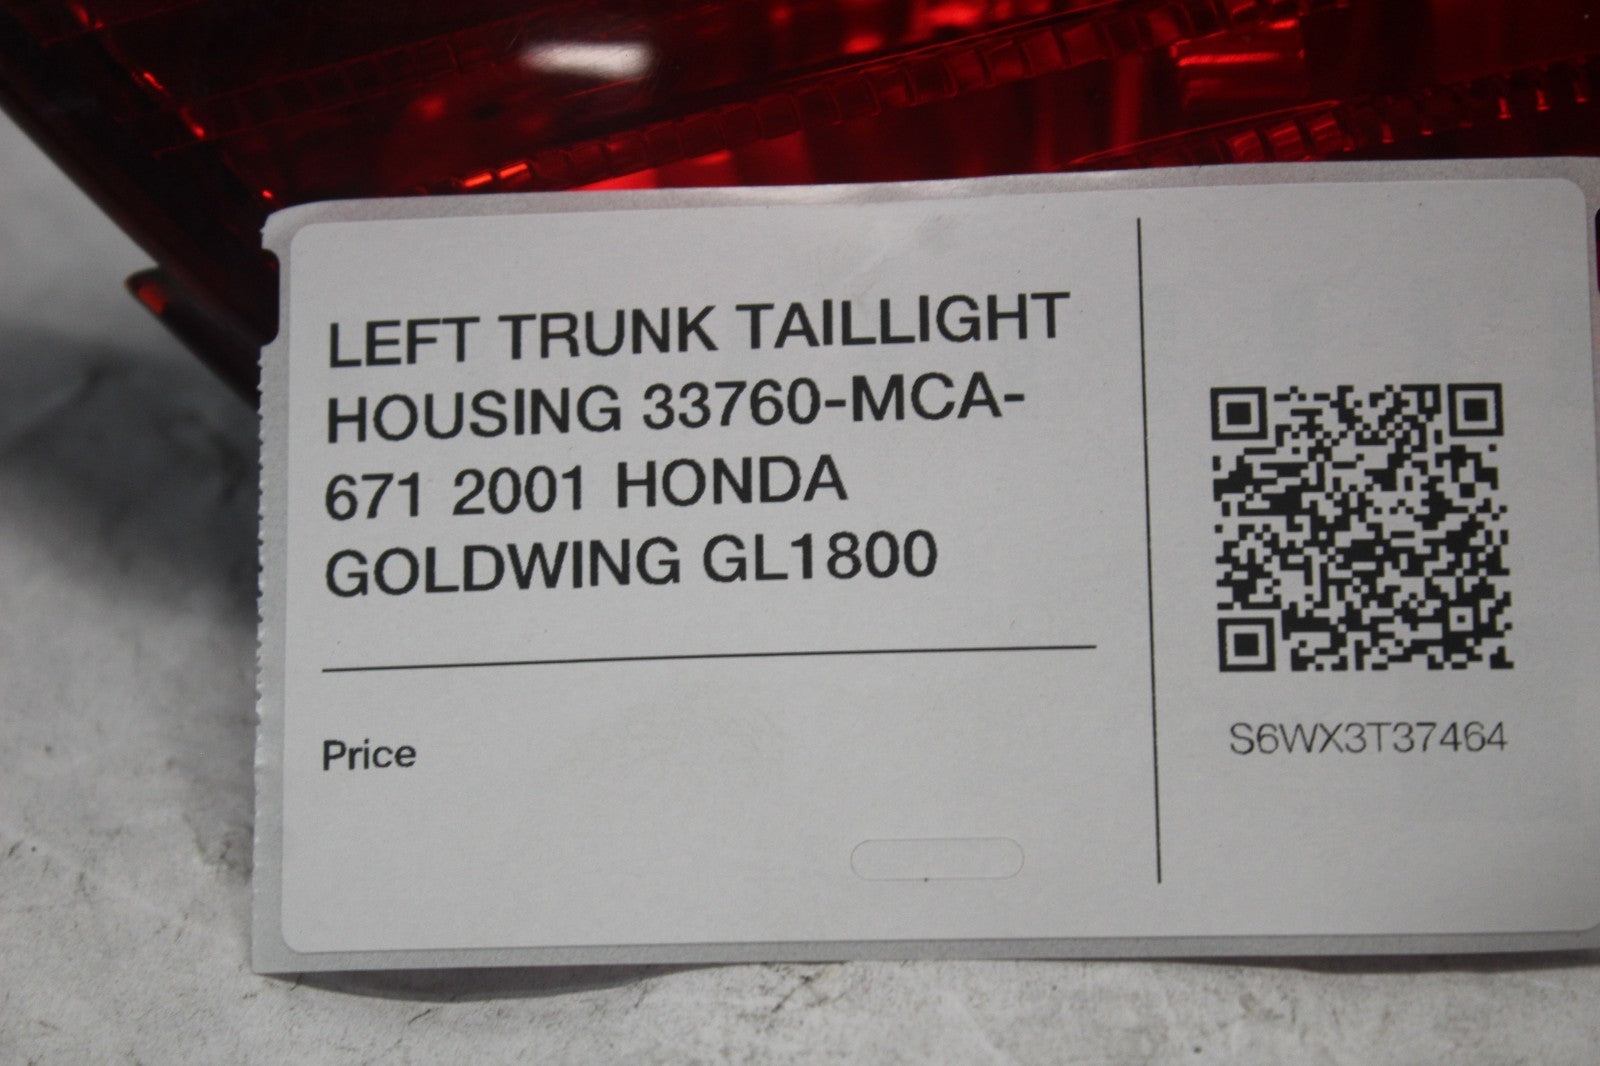 LEFT TRUNK TAILLIGHT
HOUSING 33760-MCA-
671 2001 HONDA
GOLDWING GL1800
Price
S6WX3T37464